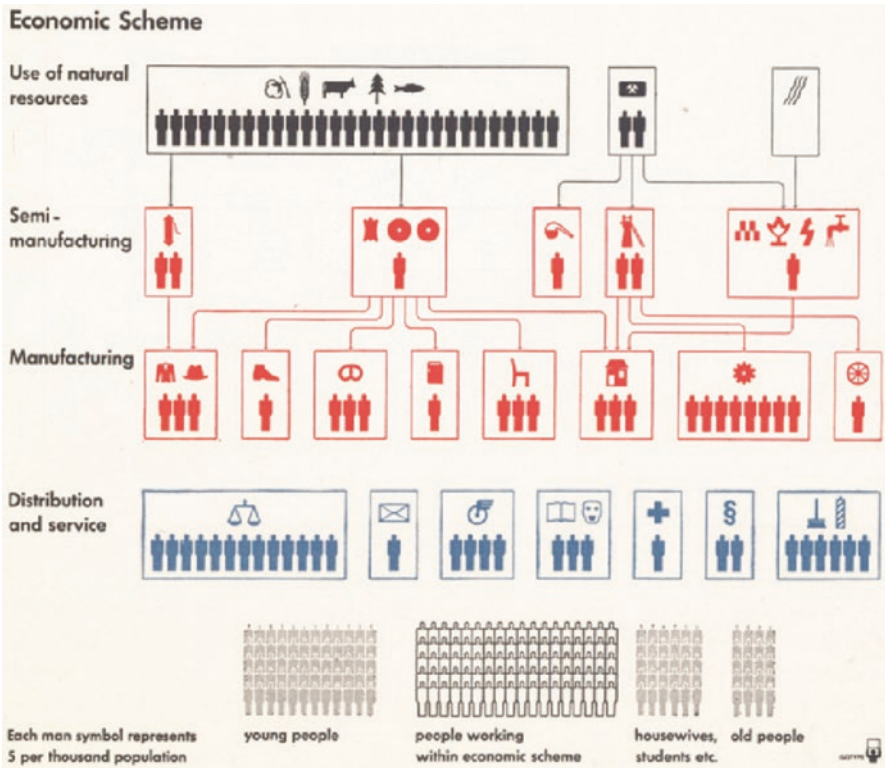 Economic Scheme
Use of natural
resources
Semi-
manufacturing
Manufacturing
§
Distribution
and service
young people
people working
within economic scheme
housewives,
students etc.
old people
Each man symbol represents
5 per thousand population